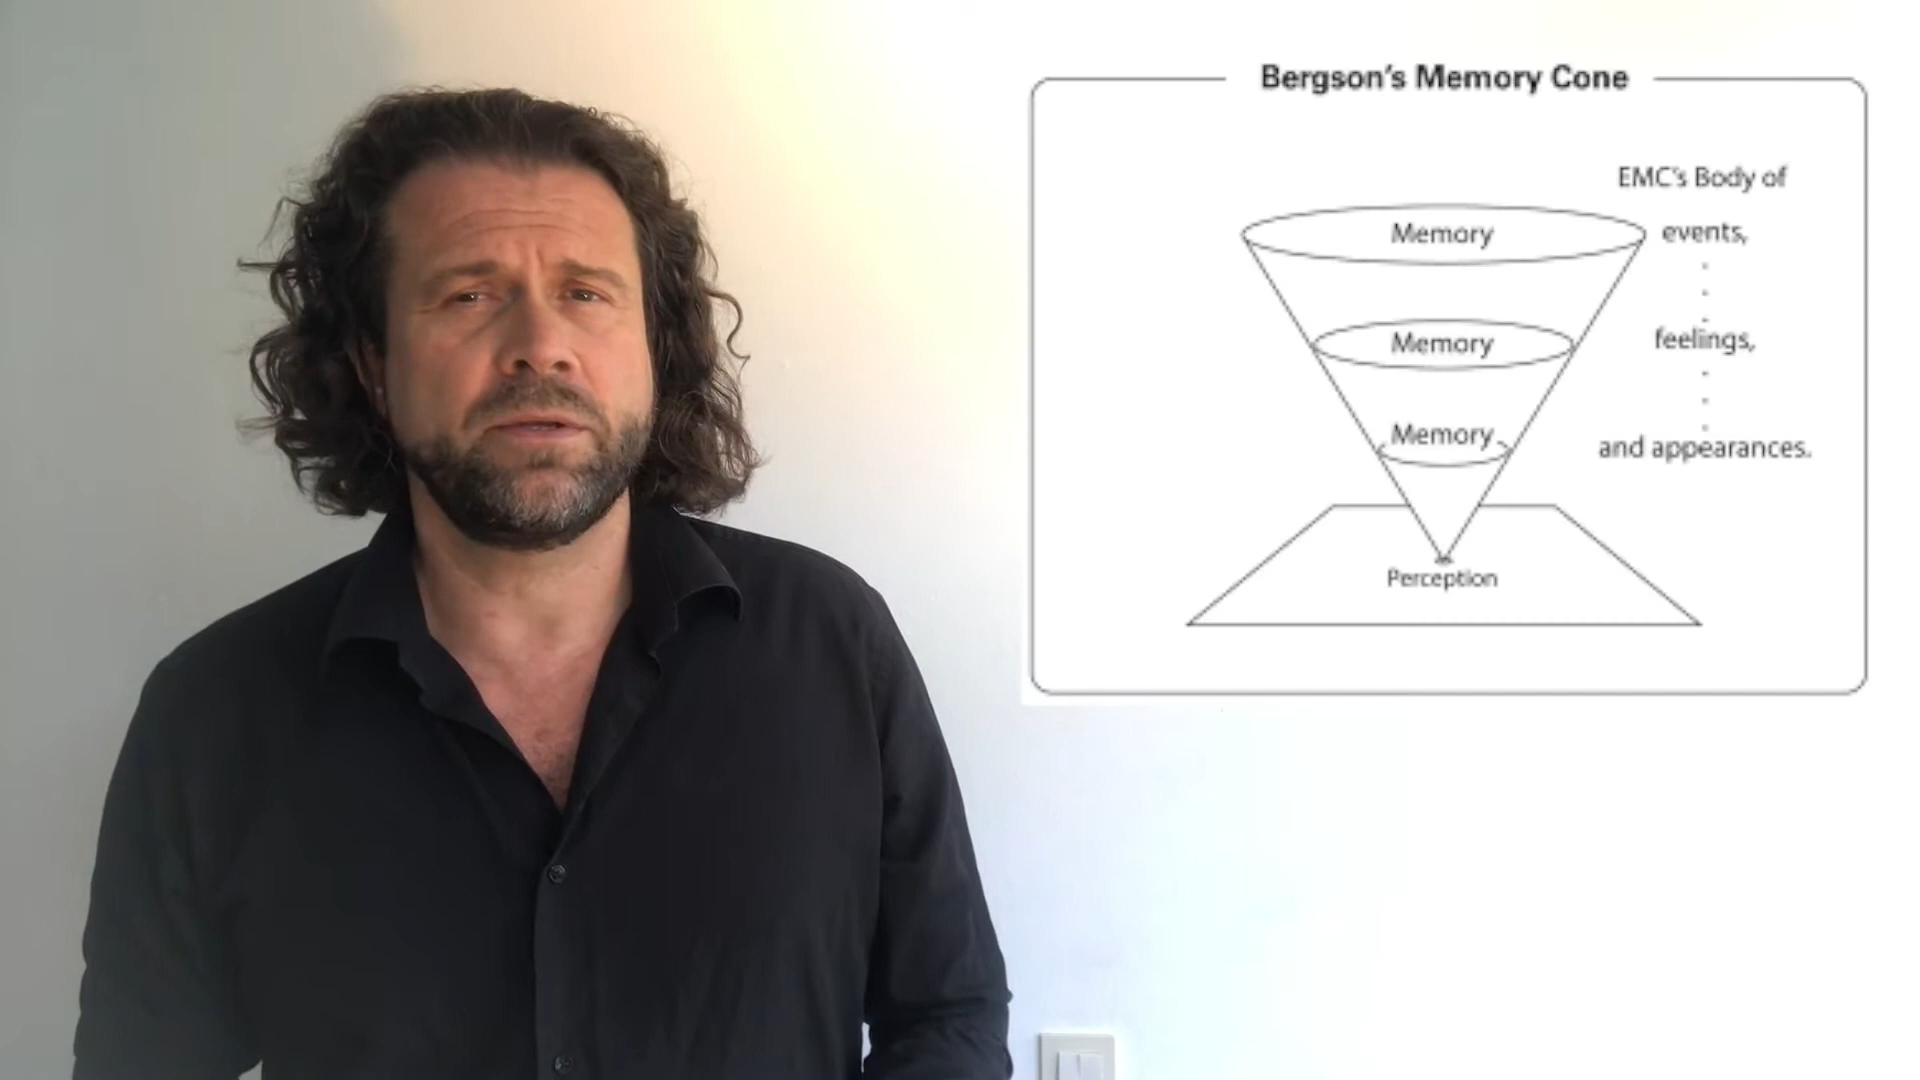 Bergson's Memory Cone
EMC's Body of
Memory
events,
Memory
feelings,
Memory
and appearances.
Perception